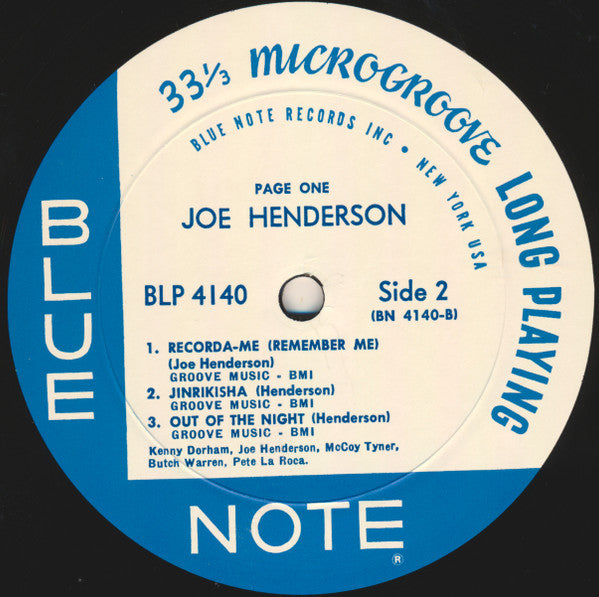 33⅓ MICROGROOVE LONG PLAYING
BLUE NOTE RECORDS INC • NEW YORK USA
PAGE ONE
JOE HENDERSON
BLP 4140
Side 2
(BN 4140-B)
1. RECORDA-ME (REMEMBER ME)
(Joe Henderson)
GROOVE MUSIC - BMI
2. JINRIKISHA (Henderson)
GROOVE MUSIC - BMI
3. OUT OF THE NIGHT (Henderson)
GROOVE MUSIC - BMI
Kenny Dorham, Joe Henderson, McCoy Tyner,
Butch Warren, Pete La Roca.
BLUE
NOTE
®